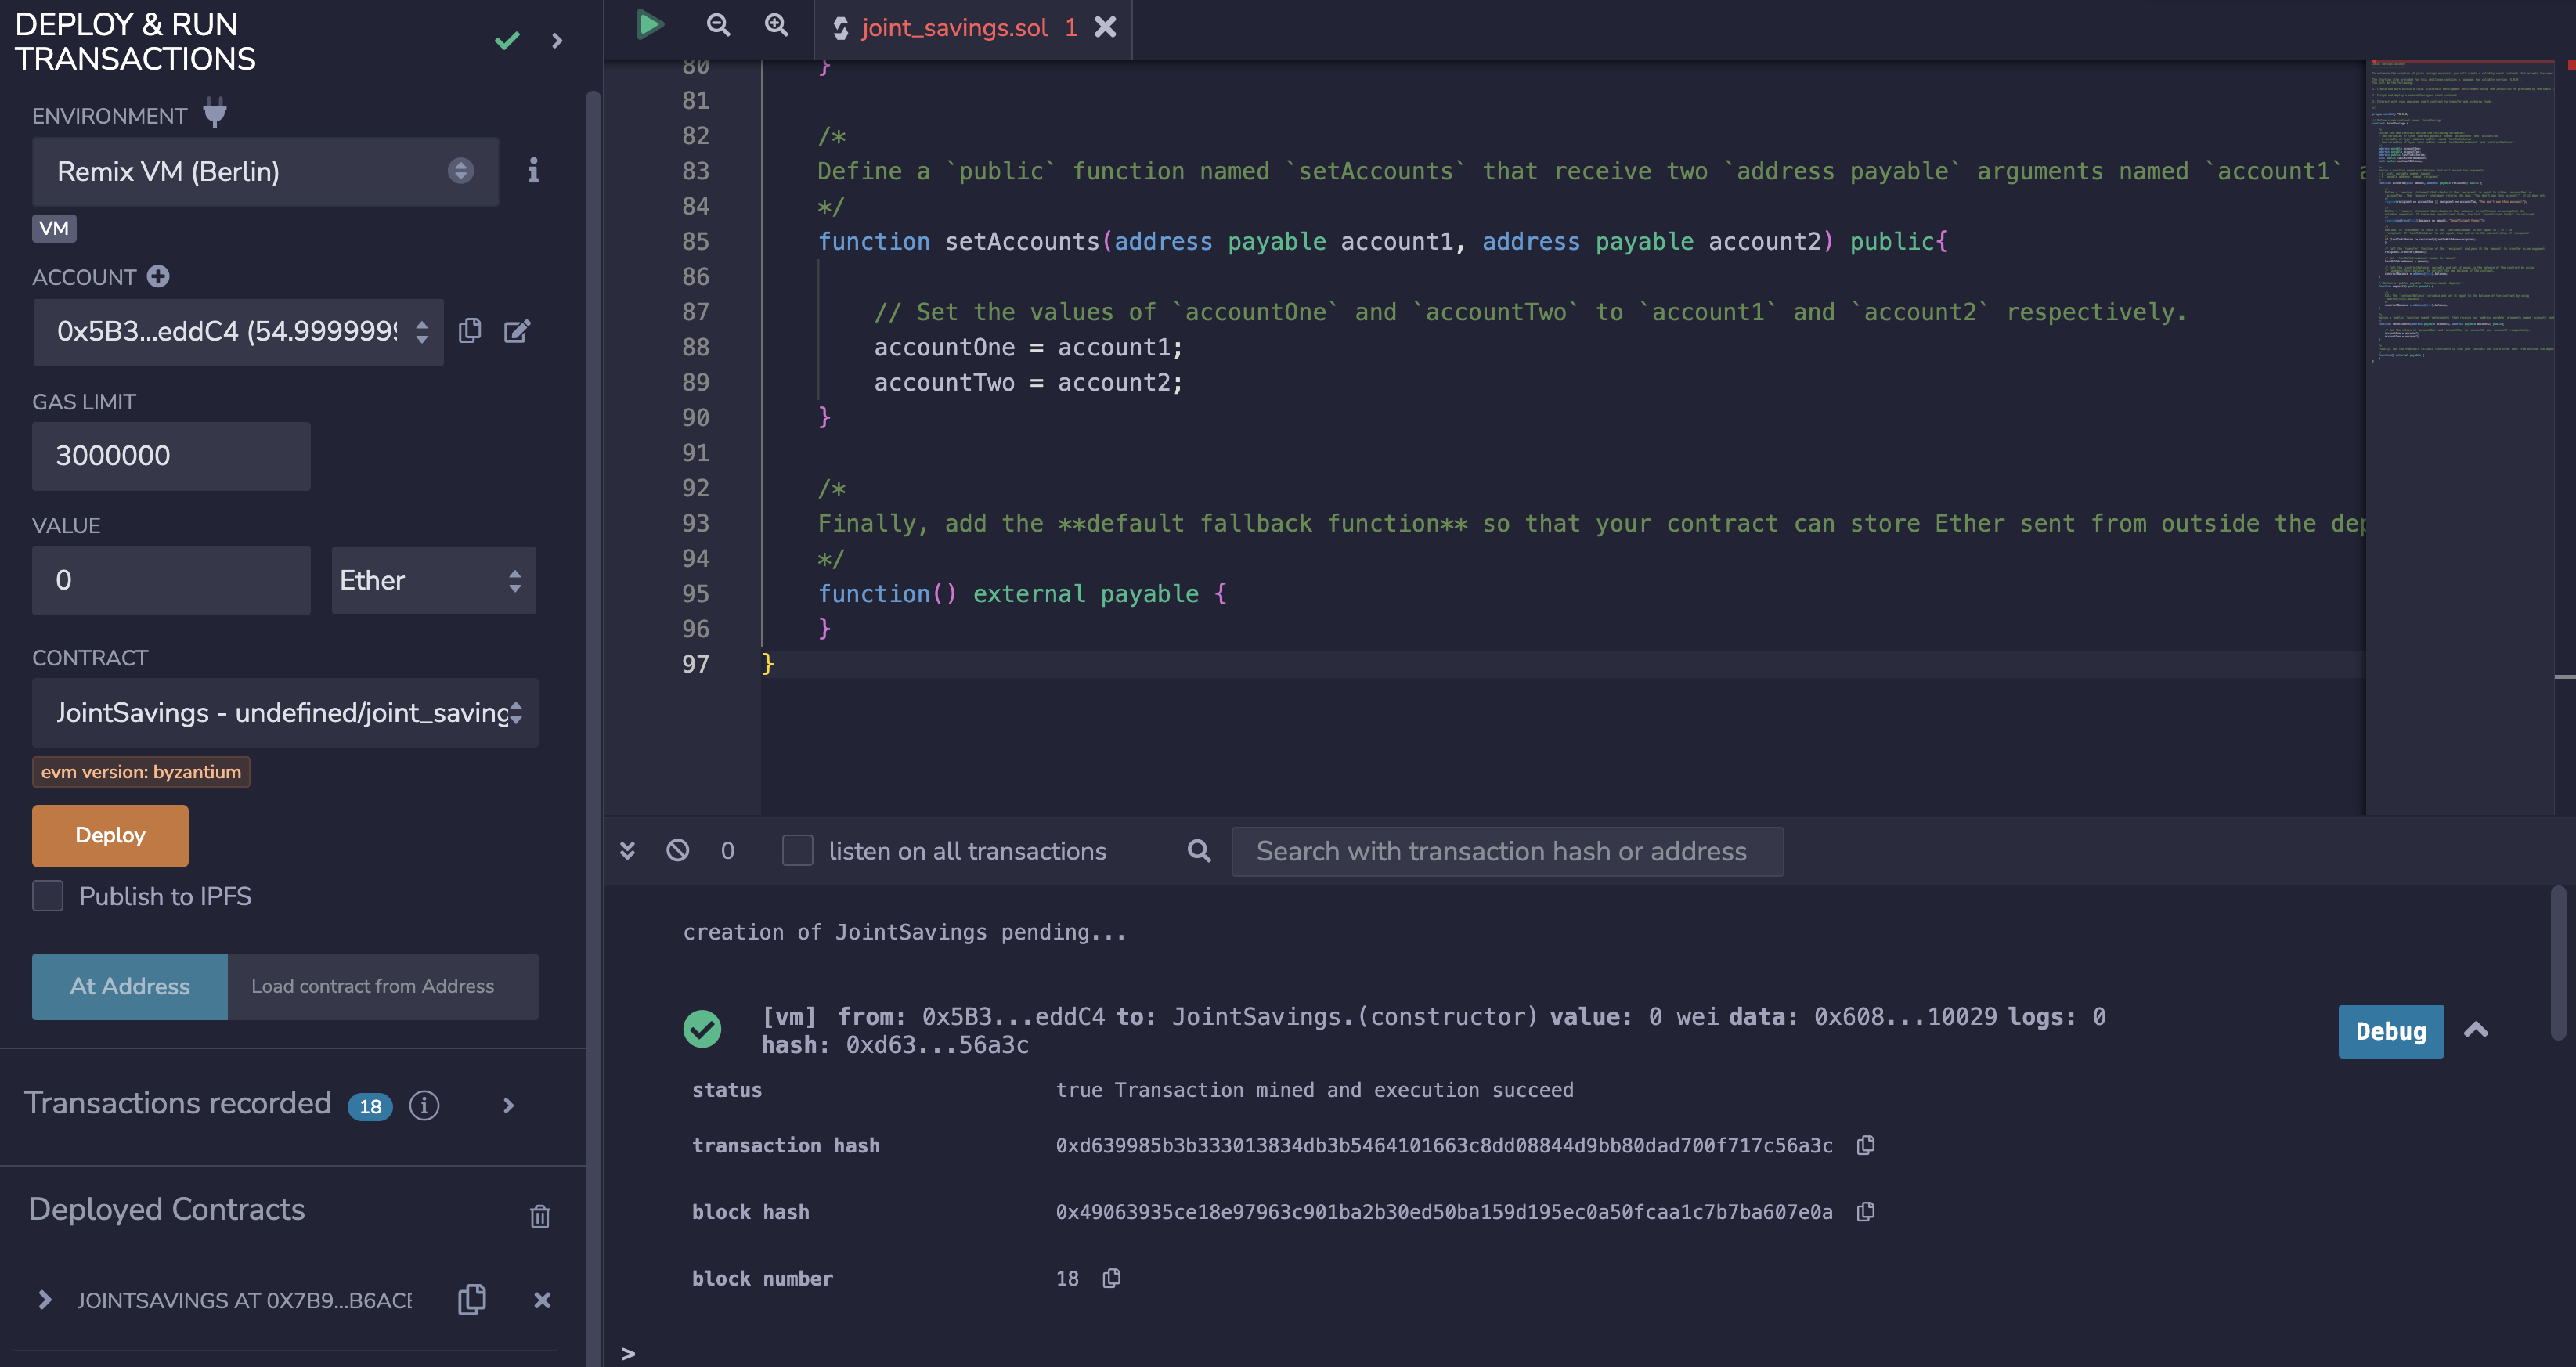 DEPLOY & RUN
TRANSACTIONS
ENVIRONMENT
Remix VM (Berlin)
VM
ACCOUNT
0x5B3...eddC4 (54.9999999
GAS LIMIT
3000000
VALUE
0
Ether
CONTRACT
JointSavings - undefined/joint_saving
evm version: byzantium
Deploy
Publish to IPFS
At Address
Load contract from Address
Transactions recorded 18
Deployed Contracts
JOINTSAVINGS AT 0X7B9...B6ACE
joint_savings.sol 1
80 }
81
82 /*
83 Define a `public` function named `setAccounts` that receive two `address payable` arguments named `account1` a
84 */
85 function setAccounts(address payable account1, address payable account2) public{
86
87 // Set the values of `accountOne` and `accountTwo` to `account1` and `account2` respectively.
88 accountOne = account1;
89 accountTwo = account2;
90 }
91
92 /*
93 Finally, add the **default fallback function** so that your contract can store Ether sent from outside the dep
94 */
95 function() external payable {
96 }
97 }
0
listen on all transactions
Search with transaction hash or address
creation of JointSavings pending...
[vm] from: 0x5B3...eddC4 to: JointSavings.(constructor) value: 0 wei data: 0x608...10029 logs: 0
hash: 0xd63...56a3c
Debug
status true Transaction mined and execution succeed
transaction hash 0xd639985b3b333013834db3b5464101663c8dd08844d9bb80dad700f717c56a3c
block hash 0x49063935ce18e97963c901ba2b30ed50ba159d195ec0a50fcaa1c7b7ba607e0a
block number 18
>